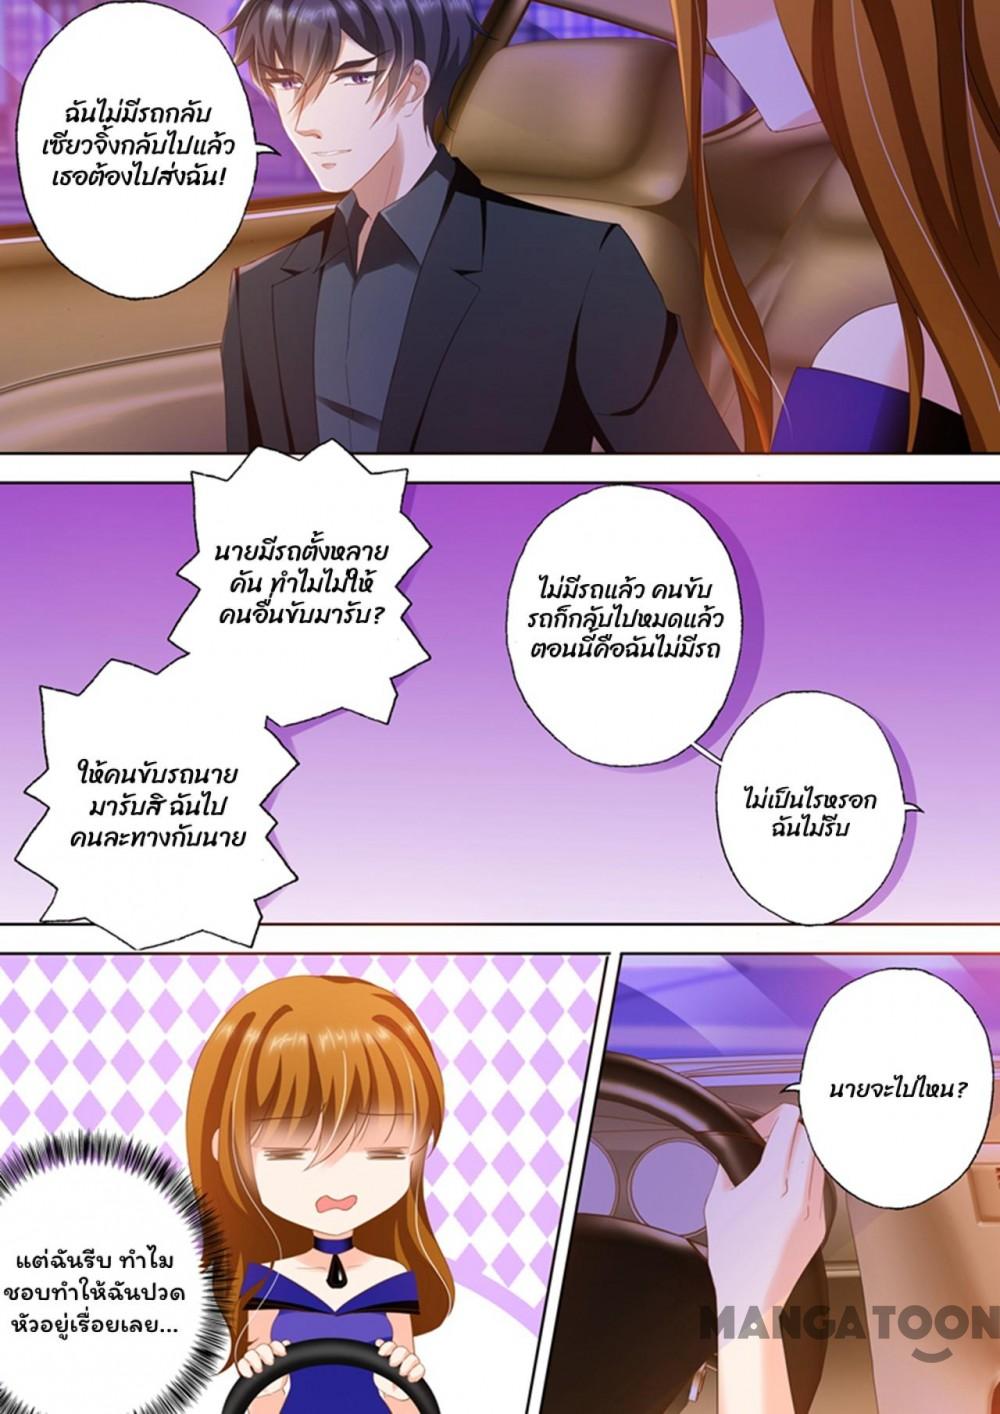 ฉันไม่มีรถกลับ
เซียวจิ้งกลับไปแล้ว
เธอต้องไปส่งฉัน!
นายมีรถตั้งหลาย
คัน ทำไมไม่ให้
คนอื่นขับมารับ?
ไม่มีรถแล้ว คนขับ
รถก็กลับไปหมดแล้ว
ตอนนี้คือฉันไม่มีรถ
ให้คนขับรถนาย
มารับสิ ฉันไป
คนละทางกับนาย
ไม่เป็นไรหรอก
ฉันไม่รีบ
แต่ฉันรีบ ทำไม
ชอบทำให้ฉันปวด
หัวอยู่เรื่อยเลย...
นายจะไปไหน?
MANGATOON